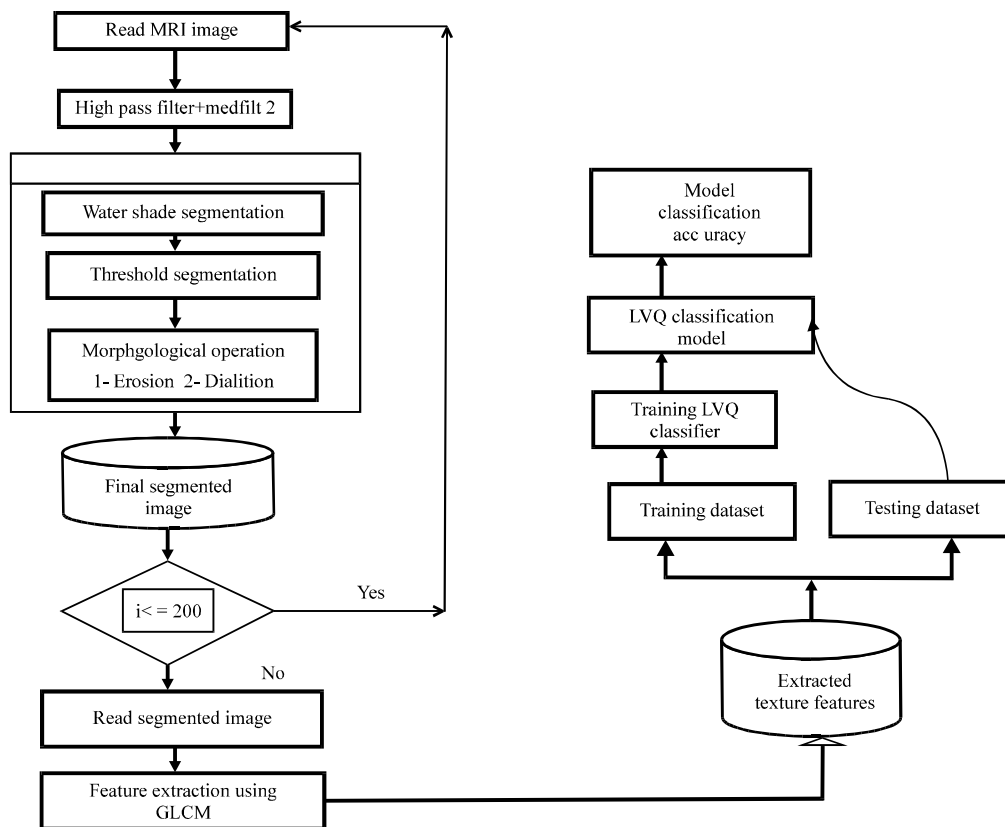 Read MRI image
High pass filter+medfilt 2
Water shade segmentation
Threshold segmentation
Morphgological operation
1- Erosion 2- Dialition
Final segmented
image
i< = 200
Yes
No
Read segmented image
Feature extraction using
GLCM
Extracted
texture features
Training dataset
Testing dataset
Training LVQ
classifier
LVQ classification
model
Model
classification
acc uracy